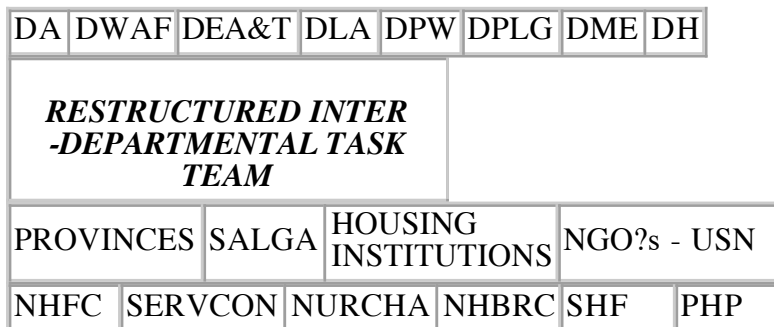 DA DWAF DEA&T DLA DPW DPLG DME DH
RESTRUCTURED INTER
-DEPARTMENTAL TASK
TEAM
PROVINCES SALGA HOUSING INSTITUTIONS NGO?s - USN
NHFC SERVCON NURCHA NHBRC SHF PHP